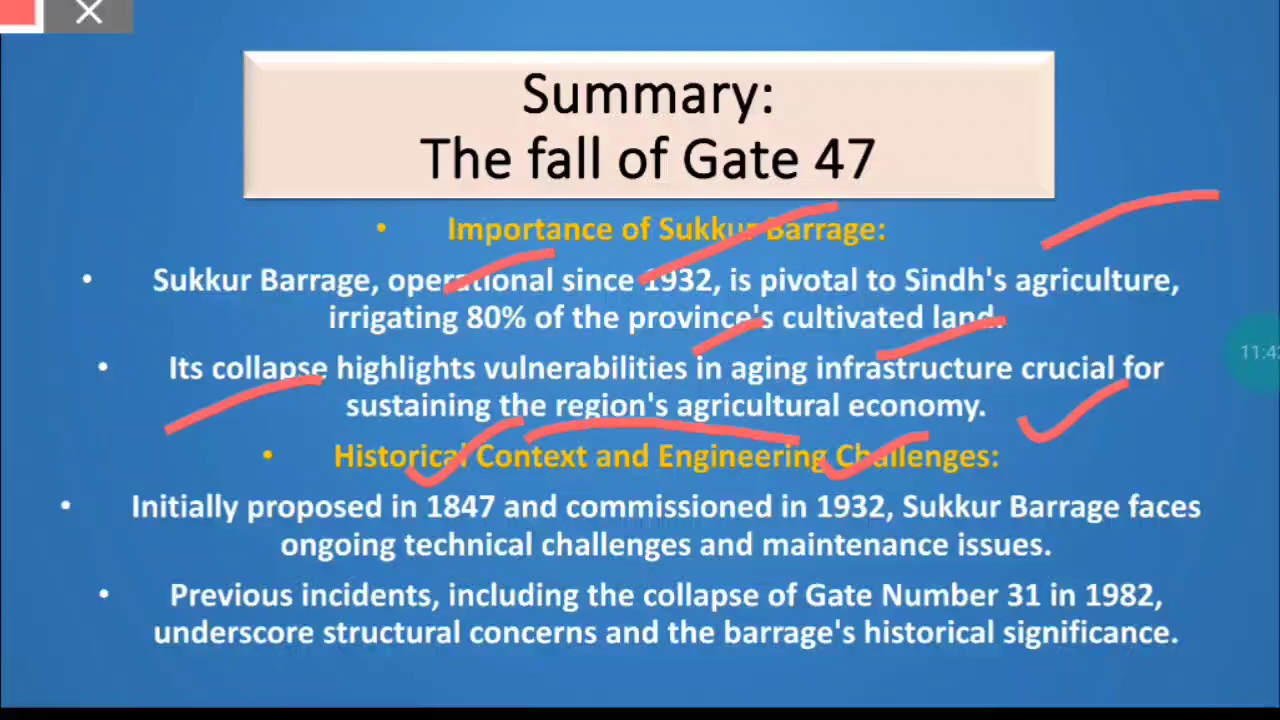 Summary:
The fall of Gate 47
• Importance of Sukkur Barrage:
• Sukkur Barrage, operational since 1932, is pivotal to Sindh's agriculture,
irrigating 80% of the province's cultivated land.
• Its collapse highlights vulnerabilities in aging infrastructure crucial for
sustaining the region's agricultural economy.
• Historical Context and Engineering Challenges:
• Initially proposed in 1847 and commissioned in 1932, Sukkur Barrage faces
ongoing technical challenges and maintenance issues.
• Previous incidents, including the collapse of Gate Number 31 in 1982,
underscore structural concerns and the barrage's historical significance.